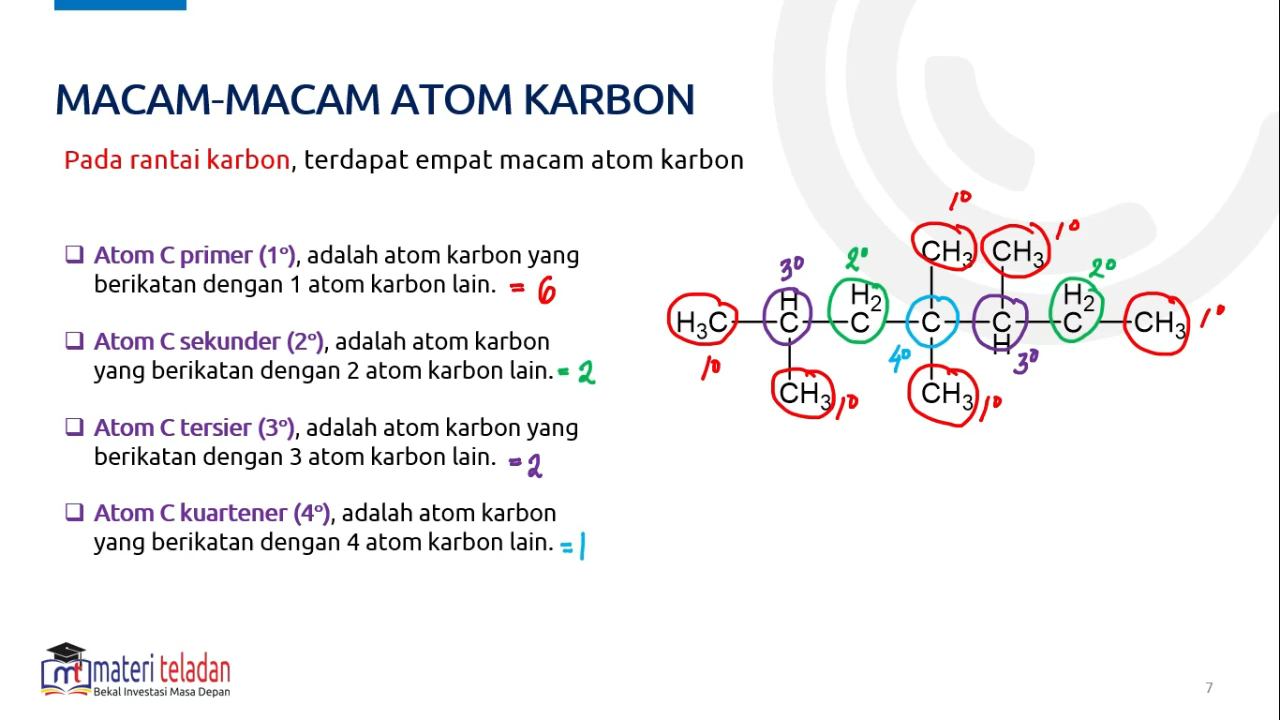 MACAM-MACAM ATOM KARBON
Pada rantai karbon, terdapat empat macam atom karbon
❑ Atom C primer (1°), adalah atom karbon yang
berikatan dengan 1 atom karbon lain. = 6
❑ Atom C sekunder (2°), adalah atom karbon
yang berikatan dengan 2 atom karbon lain. = 2
❑ Atom C tersier (3°), adalah atom karbon yang
berikatan dengan 3 atom karbon lain. = 2
❑ Atom C kuartener (4°), adalah atom karbon
yang berikatan dengan 4 atom karbon lain. = 1
1° 1°
CH3 CH3
3° 2° 2°
H H2 H2
H3C C C C C C CH3 1°
H
1° 4° 3°
CH3 1° CH3 1°
mt materi teladan
Bekal Investasi Masa Depan
7